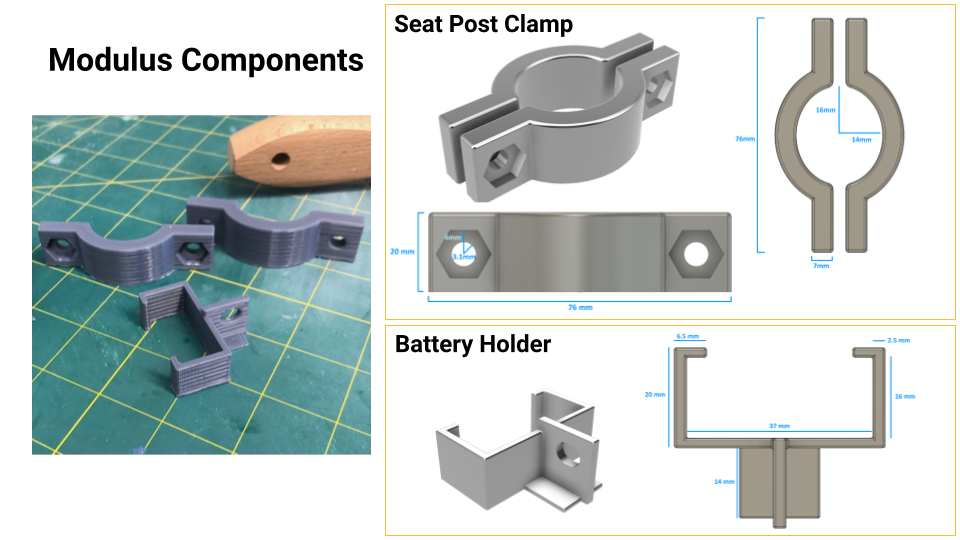 Modulus Components
Seat Post Clamp
76mm
16mm
14mm
7mm
20 mm
6mm
3.1mm
76 mm
Battery Holder
6.5 mm
2.5 mm
20 mm
16 mm
37 mm
14 mm